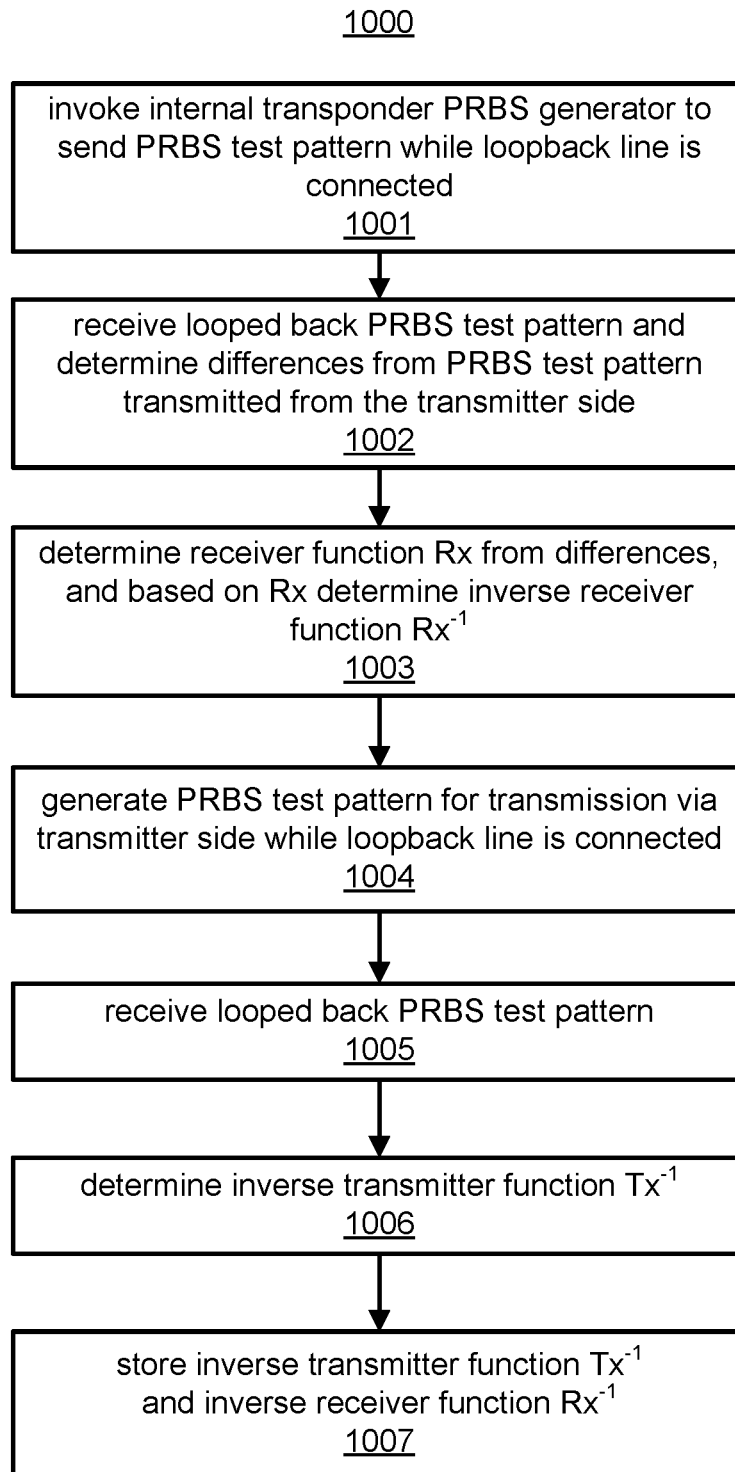 1000
invoke internal transponder PRBS generator to
send PRBS test pattern while loopback line is
connected
1001
receive looped back PRBS test pattern and
determine differences from PRBS test pattern
transmitted from the transmitter side
1002
determine receiver function Rx from differences,
and based on Rx determine inverse receiver
function Rx⁻¹
1003
generate PRBS test pattern for transmission via
transmitter side while loopback line is connected
1004
receive looped back PRBS test pattern
1005
determine inverse transmitter function Tx⁻¹
1006
store inverse transmitter function Tx⁻¹
and inverse receiver function Rx⁻¹
1007